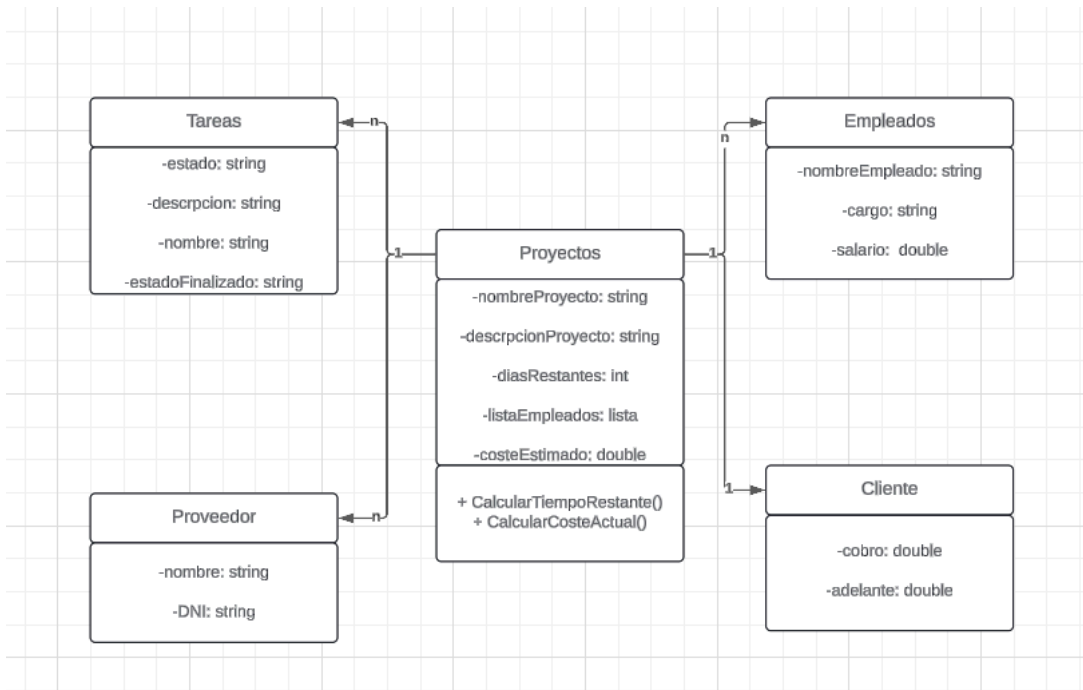 Tareas
-estado: string
-descrpcion: string
-nombre: string
-estadoFinalizado: string
n
Empleados
-nombreEmpleado: string
-cargo: string
-salario: double
n
Proyectos
-nombreProyecto: string
-descrpcionProyecto: string
-diasRestantes: int
-listaEmpleados: lista
-costeEstimado: double
+ CalcularTiempoRestante()
+ CalcularCosteActual()
1
1
Proveedor
-nombre: string
-DNI: string
n
Cliente
-cobro: double
-adelante: double
1